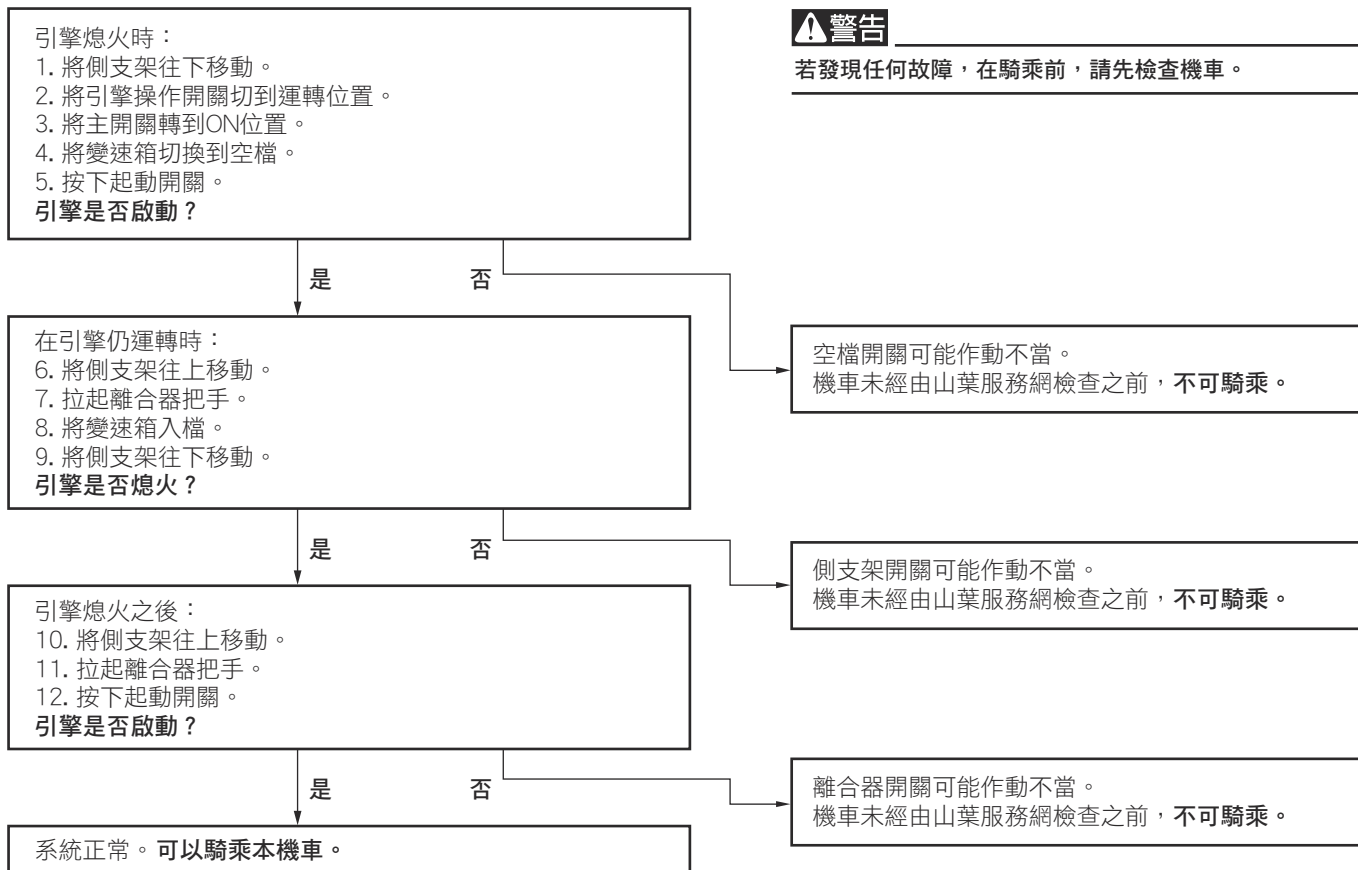 引擎熄火時：
1. 將側支架往下移動。
2. 將引擎操作開關切到運轉位置。
3. 將主開關轉到ON位置。
4. 將變速箱切換到空檔。
5. 按下起動開關。
引擎是否啟動？
警告
若發現任何故障，在騎乘前，請先檢查機車。
是
否
在引擎仍運轉時：
6. 將側支架往上移動。
7. 拉起離合器把手。
8. 將變速箱入檔。
9. 將側支架往下移動。
引擎是否熄火？
空檔開關可能作動不當。
機車未經由山葉服務網檢查之前，不可騎乘。
是
否
引擎熄火之後：
10. 將側支架往上移動。
11. 拉起離合器把手。
12. 按下起動開關。
引擎是否啟動？
側支架開關可能作動不當。
機車未經由山葉服務網檢查之前，不可騎乘。
是
否
系統正常。可以騎乘本機車。
離合器開關可能作動不當。
機車未經由山葉服務網檢查之前，不可騎乘。